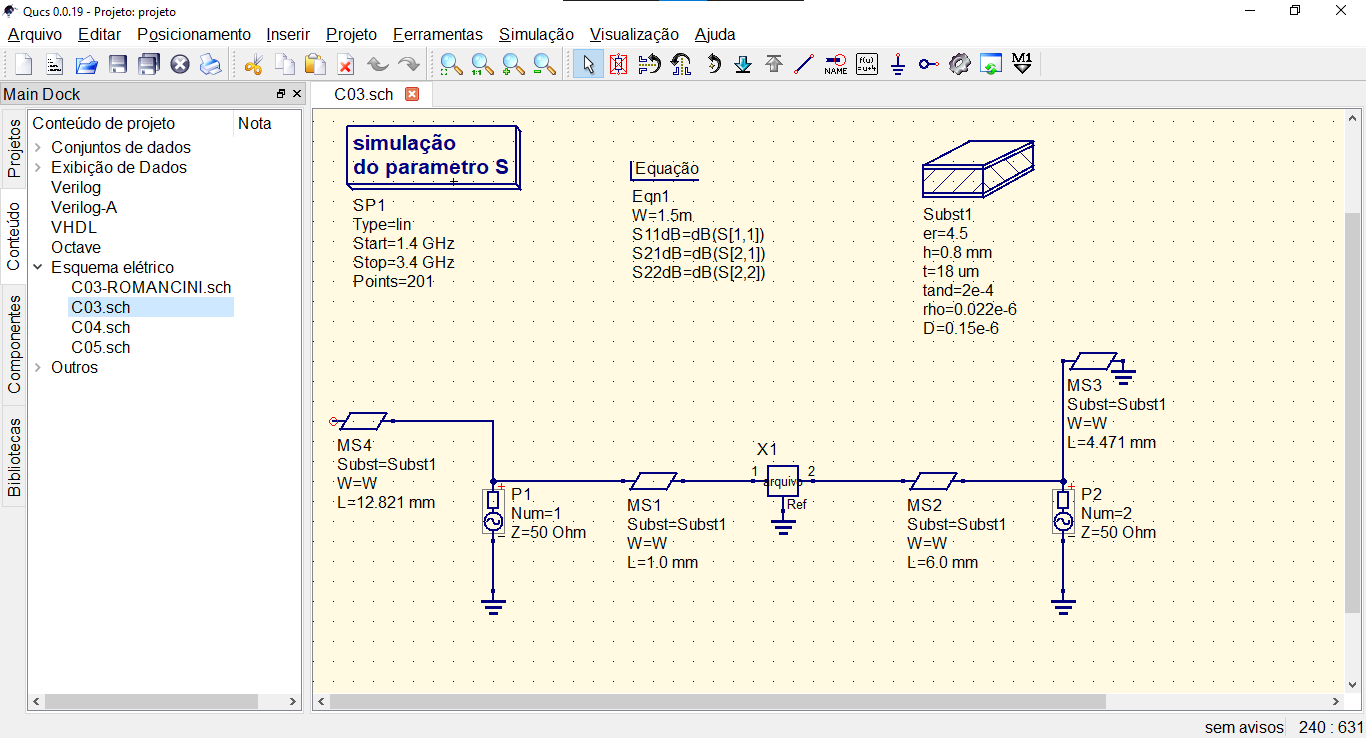 Qucs 0.0.19 - Projeto: projeto
Arquivo Editar Posicionamento Inserir Projeto Ferramentas Simulação Visualização Ajuda
1:1
NAME
f(u)
=u+4
M1
Main Dock
C03.sch
Projetos
Conteúdo
Componentes
Bibliotecas
Conteúdo de projeto Nota
Conjuntos de dados
Exibição de Dados
Verilog
Verilog-A
VHDL
Octave
Esquema elétrico
C03-ROMANCINI.sch
C03.sch
C04.sch
C05.sch
Outros
simulação
do parametro S
SP1
Type=lin
Start=1.4 GHz
Stop=3.4 GHz
Points=201
Equação
Eqn1
W=1.5m
S11dB=dB(S[1,1])
S21dB=dB(S[2,1])
S22dB=dB(S[2,2])
Subst1
er=4.5
h=0.8 mm
t=18 um
tand=2e-4
rho=0.022e-6
D=0.15e-6
MS3
Subst=Subst1
W=W
L=4.471 mm
MS4
Subst=Subst1
W=W
L=12.821 mm
P1
Num=1
Z=50 Ohm
MS1
Subst=Subst1
W=W
L=1.0 mm
X1
1 2
arquivo
Ref
MS2
Subst=Subst1
W=W
L=6.0 mm
P2
Num=2
Z=50 Ohm
sem avisos 240 : 631